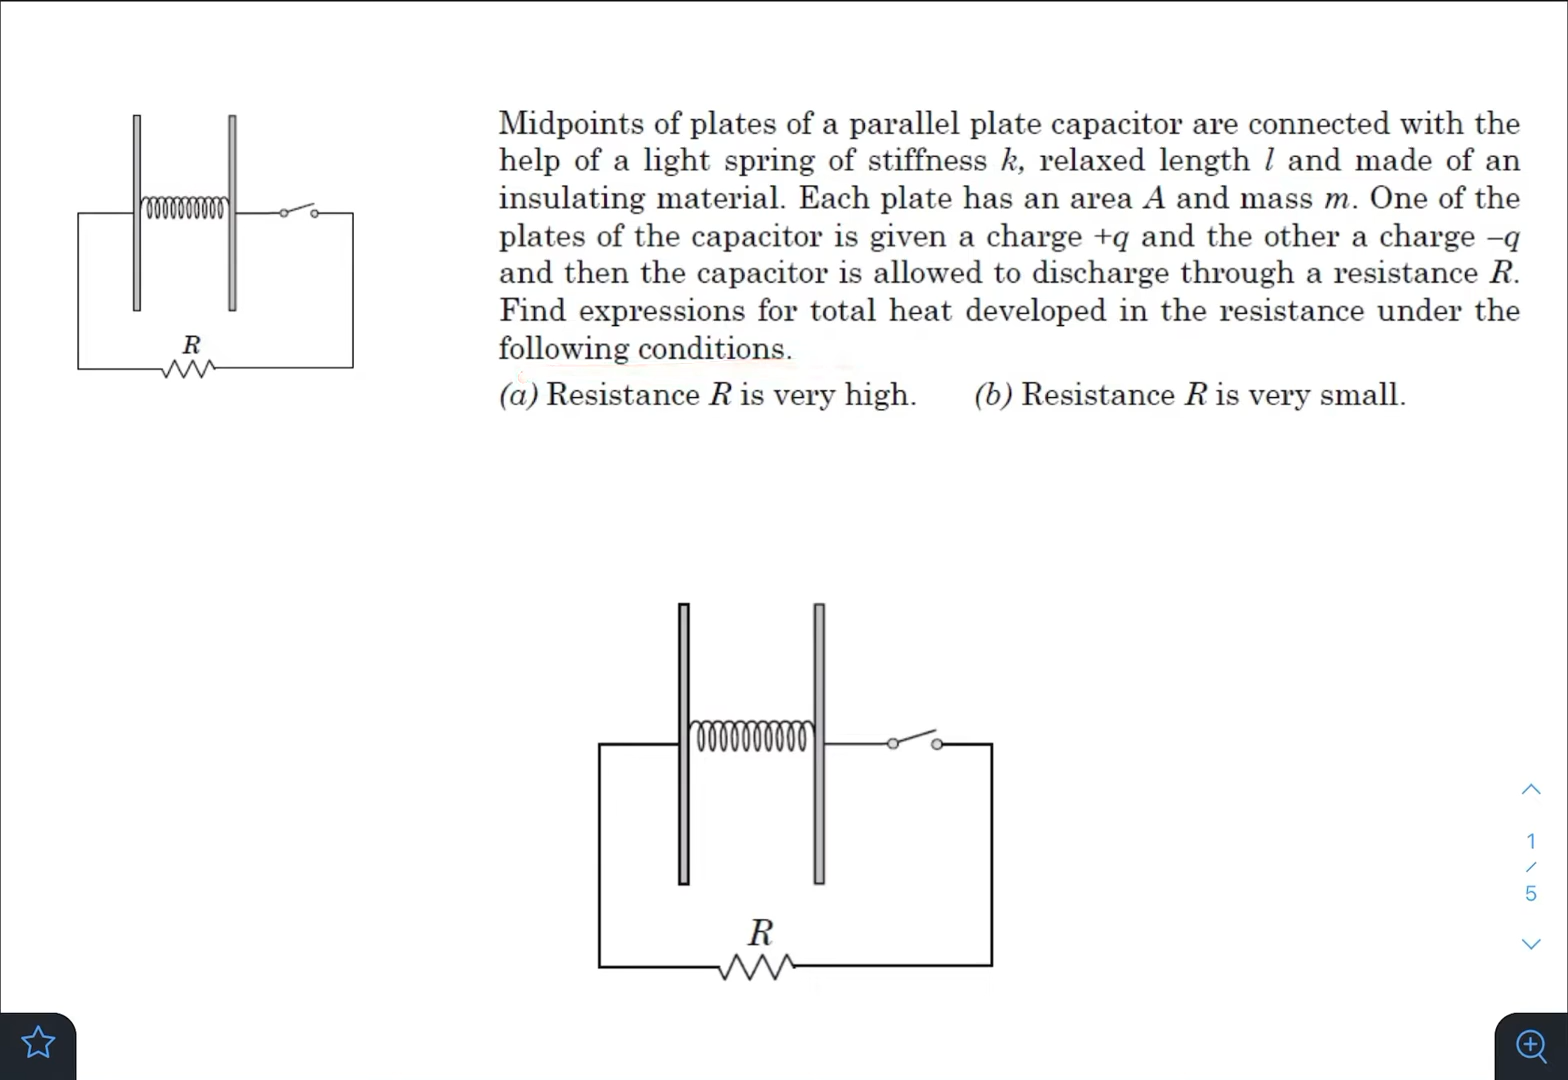 Midpoints of plates of a parallel plate capacitor are connected with the
help of a light spring of stiffness k, relaxed length l and made of an
insulating material. Each plate has an area A and mass m. One of the
plates of the capacitor is given a charge +q and the other a charge –q
and then the capacitor is allowed to discharge through a resistance R.
Find expressions for total heat developed in the resistance under the
following conditions.
(a) Resistance R is very high. (b) Resistance R is very small.
R
R
1
/
5